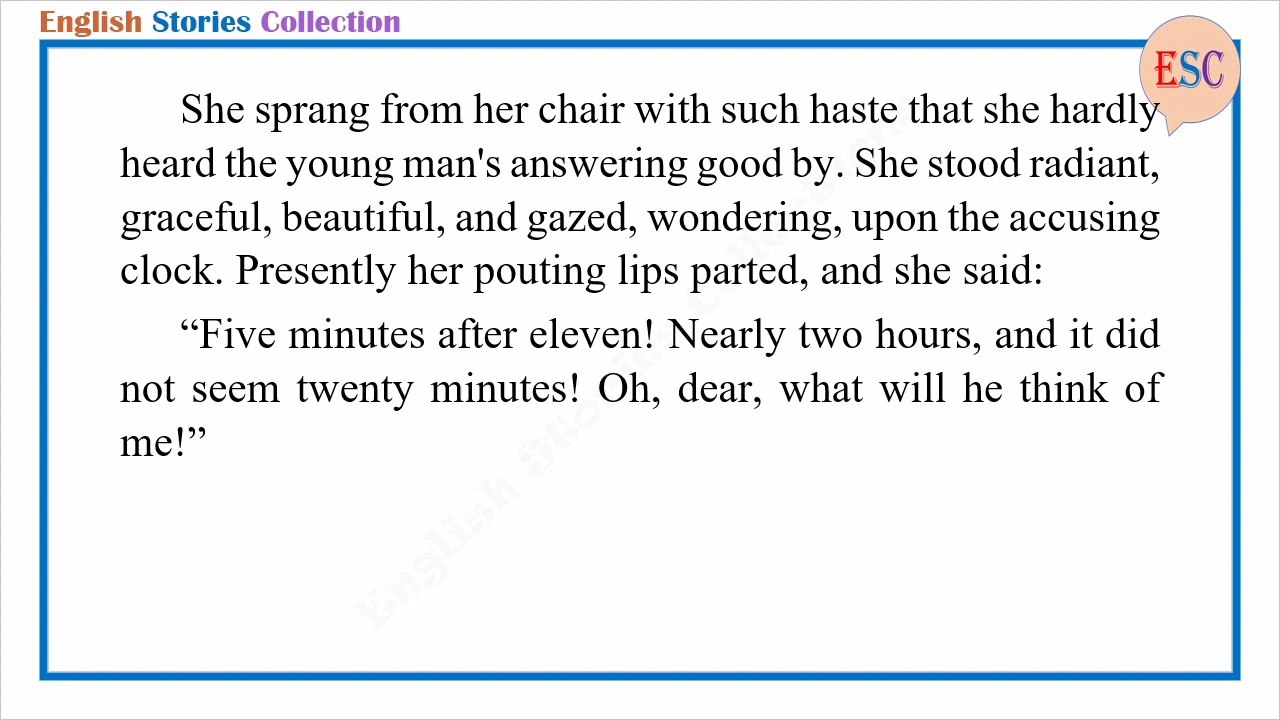 English Stories Collection
ESC
She sprang from her chair with such haste that she hardly
heard the young man's answering good by. She stood radiant,
graceful, beautiful, and gazed, wondering, upon the accusing
clock. Presently her pouting lips parted, and she said:
“Five minutes after eleven! Nearly two hours, and it did
not seem twenty minutes! Oh, dear, what will he think of
me!”
English Stories Collections